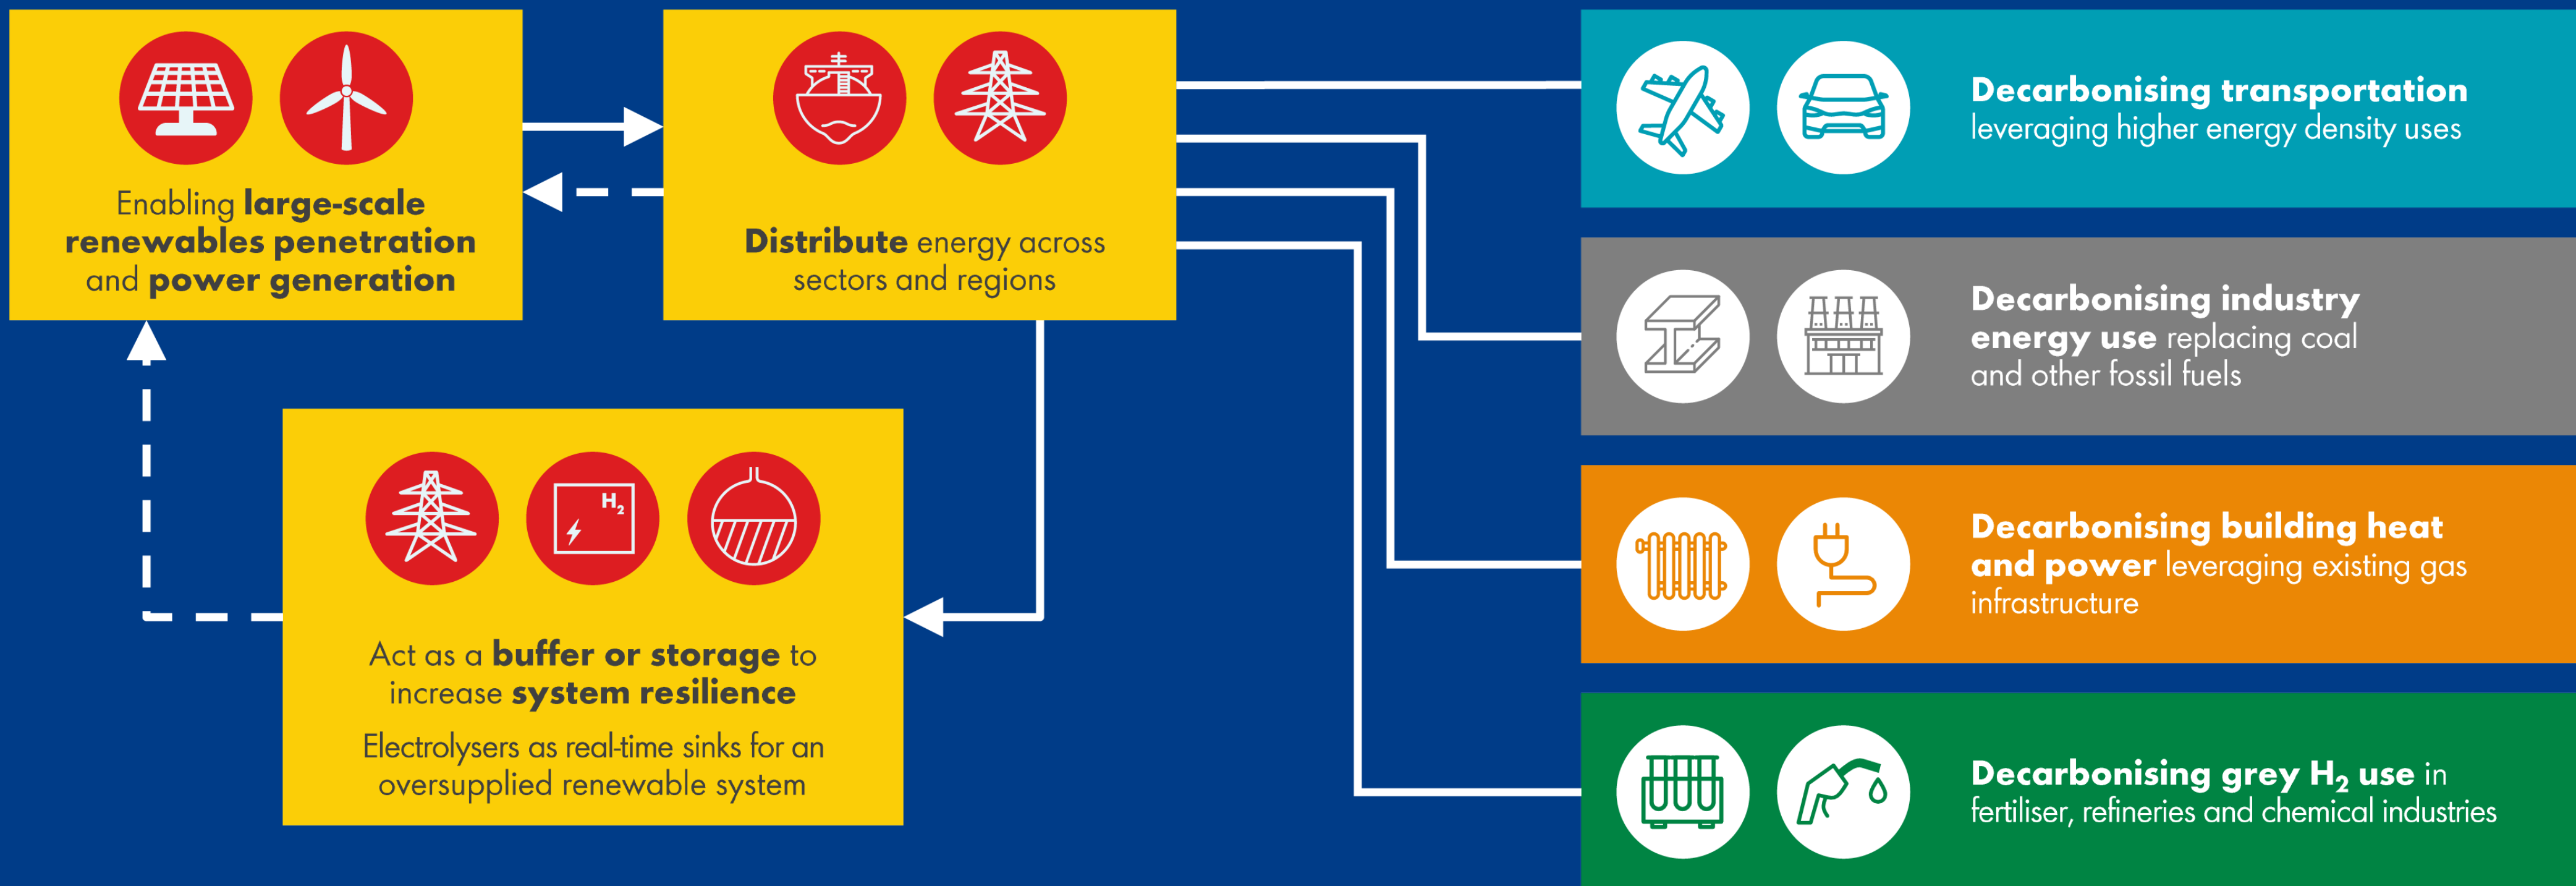 Enabling large-scale
renewables penetration
and power generation
Distribute energy across
sectors and regions
H₂
Act as a buffer or storage to
increase system resilience
Electrolysers as real-time sinks for an
oversupplied renewable system
Decarbonising transportation
leveraging higher energy density uses
Decarbonising industry
energy use replacing coal
and other fossil fuels
Decarbonising building heat
and power leveraging existing gas
infrastructure
Decarbonising grey H₂ use in
fertiliser, refineries and chemical industries